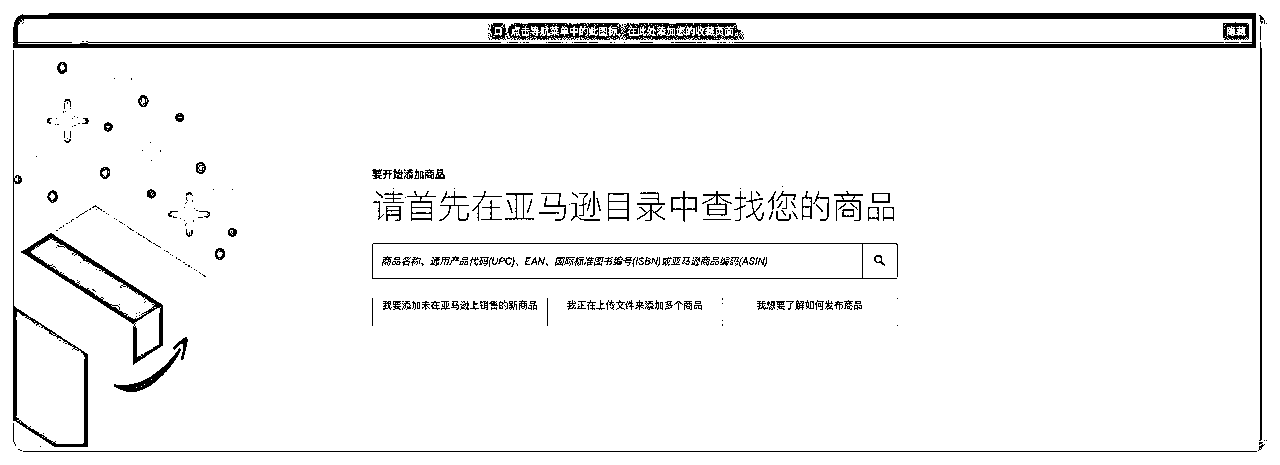 点击导航菜单中的此图标，在此处添加您的收藏页面。
隐藏
要开始添加商品
请首先在亚马逊目录中查找您的商品
商品名称、通用产品代码(UPC)、EAN、国际标准图书编号(ISBN)或亚马逊商品编码(ASIN)
我要添加未在亚马逊上销售的新商品
我正在上传文件来添加多个商品
我想要了解如何发布商品